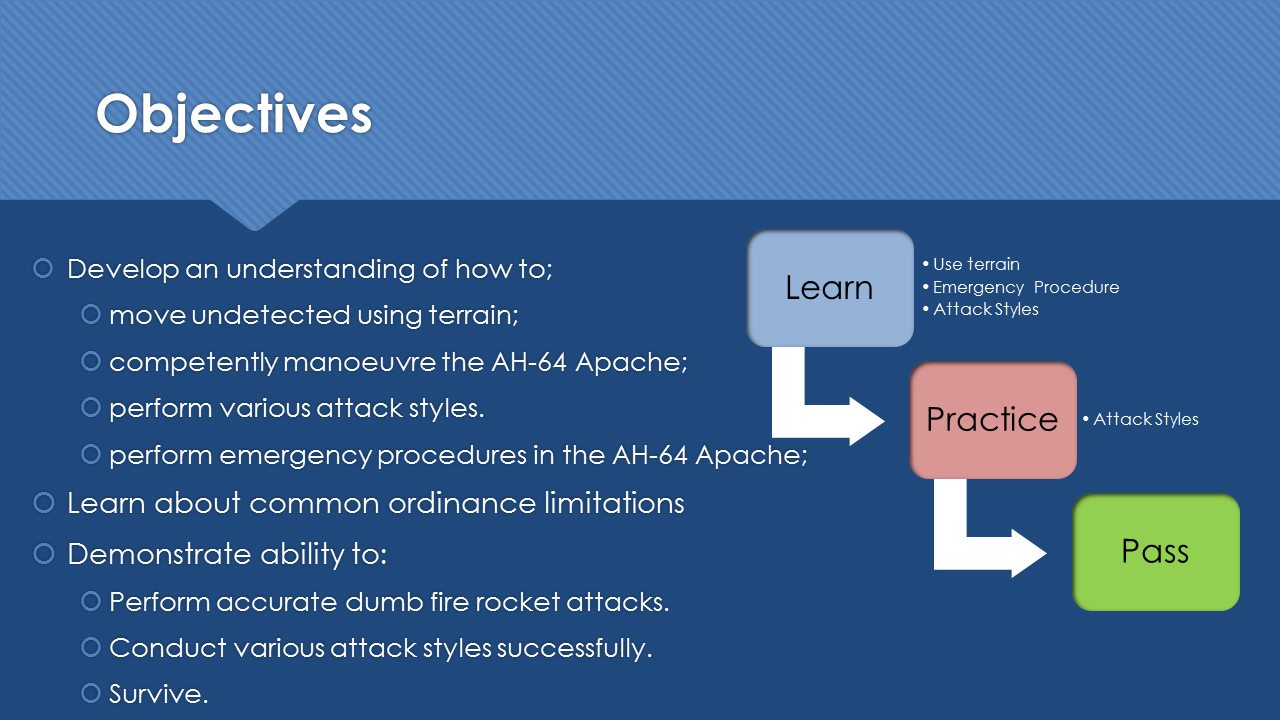 Objectives
Develop an understanding of how to;
move undetected using terrain;
competently manoeuvre the AH-64 Apache;
perform various attack styles.
perform emergency procedures in the AH-64 Apache;
Learn about common ordinance limitations
Demonstrate ability to:
Perform accurate dumb fire rocket attacks.
Conduct various attack styles successfully.
Survive.
Learn
• Use terrain
• Emergency Procedure
• Attack Styles
Practice
• Attack Styles
Pass